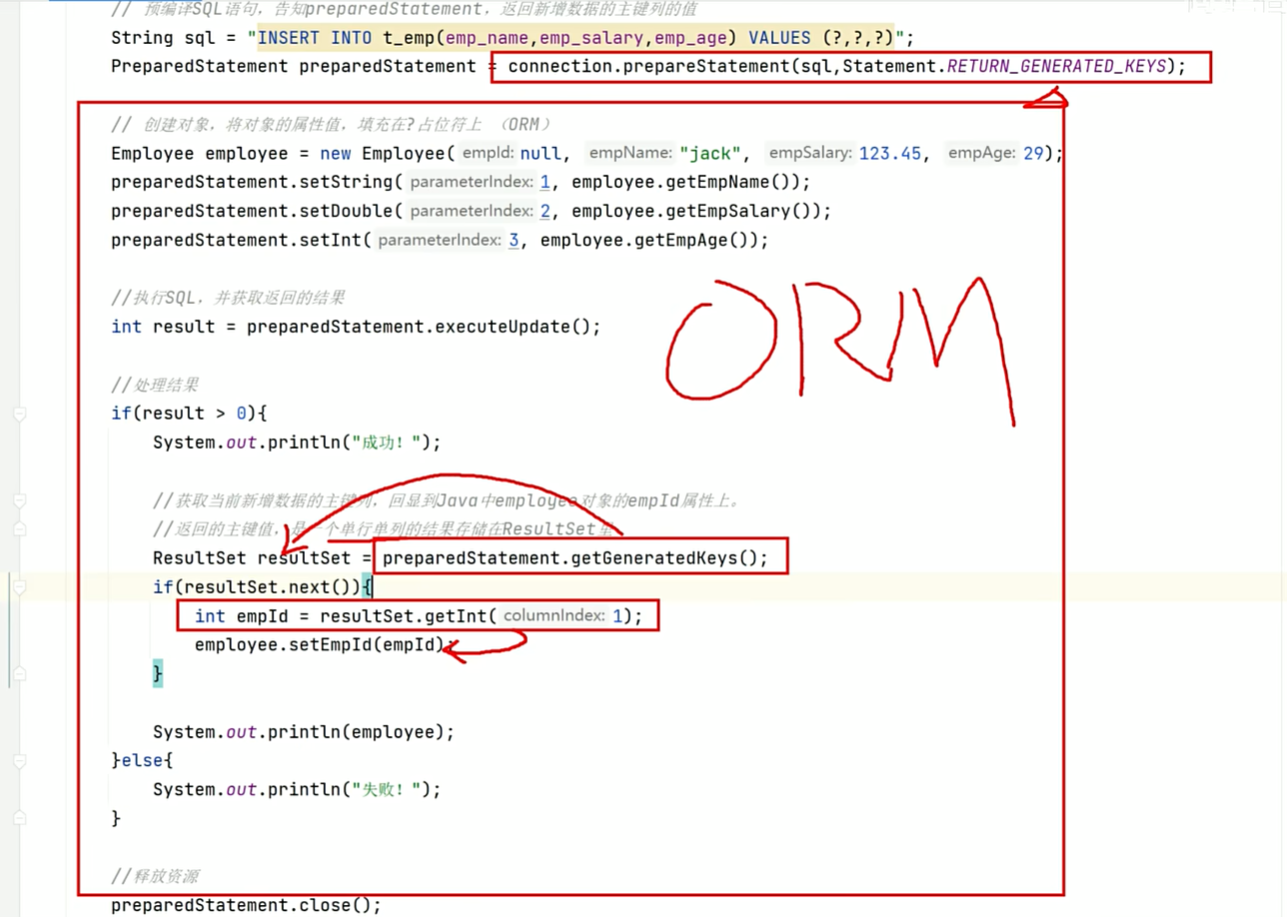 // 预编译SQL语句，告知preparedStatement，返回新增数据的主键列的值
String sql = "INSERT INTO t_emp(emp_name,emp_salary,emp_age) VALUES (?,?,?)";
PreparedStatement preparedStatement = connection.prepareStatement(sql,Statement.RETURN_GENERATED_KEYS);
// 创建对象，将对象的属性值，填充在?占位符上 （ORM）
Employee employee = new Employee( empId: null, empName: "jack", empSalary: 123.45, empAge: 29);
preparedStatement.setString( parameterIndex: 1, employee.getEmpName());
preparedStatement.setDouble( parameterIndex: 2, employee.getEmpSalary());
preparedStatement.setInt( parameterIndex: 3, employee.getEmpAge());
//执行SQL，并获取返回的结果
int result = preparedStatement.executeUpdate();
ORM
//处理结果
if(result > 0){
System.out.println("成功！");
//获取当前新增数据的主键列，回显到Java中employee对象的empId属性上。
//返回的主键值，是一个单行单列的结果存储在ResultSet里
ResultSet resultSet = preparedStatement.getGeneratedKeys();
if(resultSet.next()){
int empId = resultSet.getInt( columnIndex: 1);
employee.setEmpId(empId);
}
System.out.println(employee);
}else{
System.out.println("失败！");
}
//释放资源
preparedStatement.close();